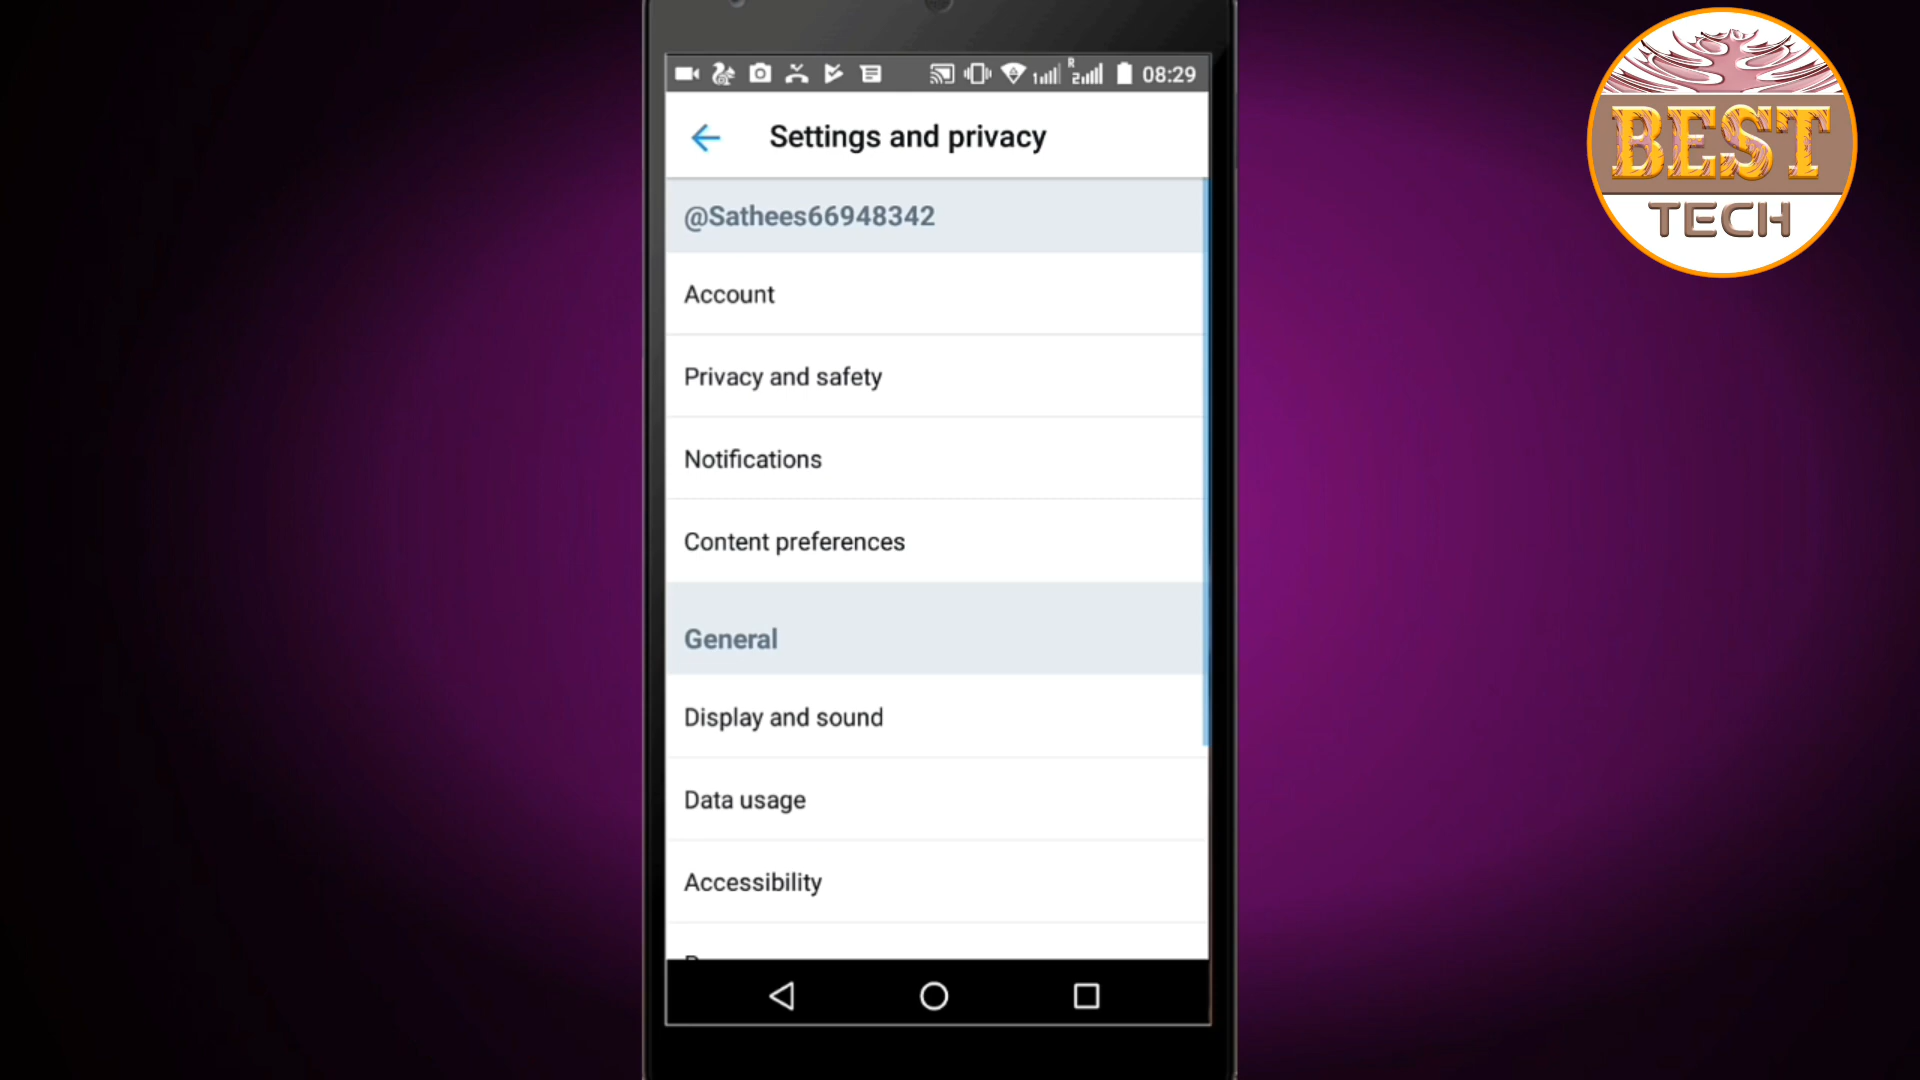 08:29
Settings and privacy
@Sathees66948342
Account
Privacy and safety
Notifications
Content preferences
General
Display and sound
Data usage
Accessibility
BEST
TECH